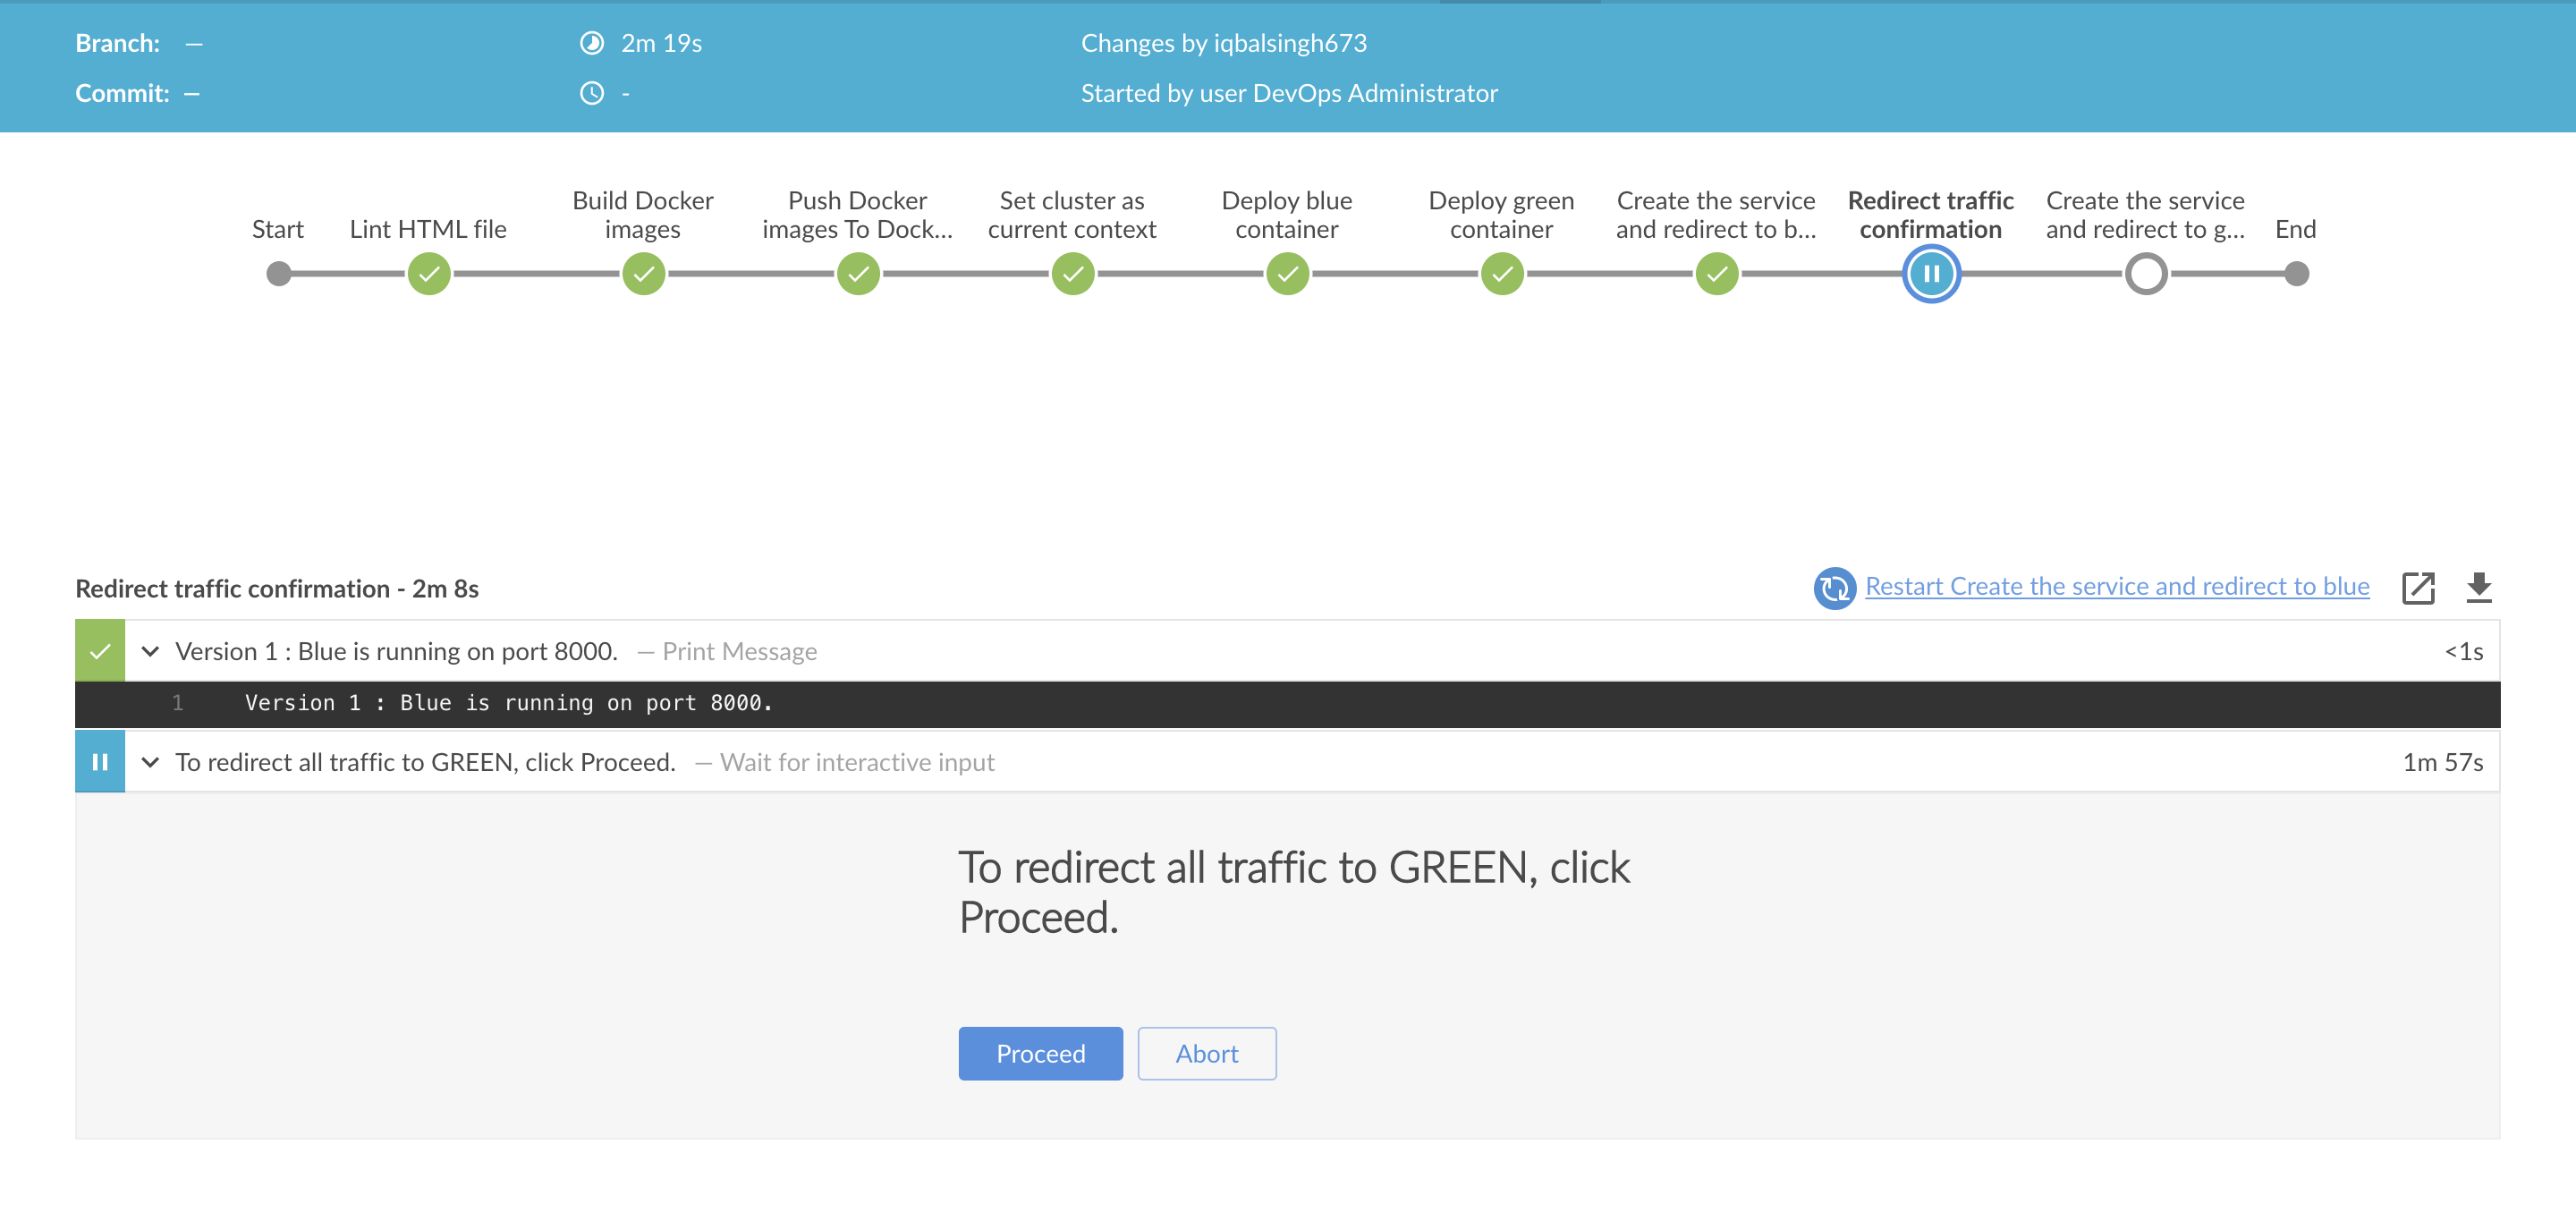 Branch: —
2m 19s
Changes by iqbalsingh673
Commit: —
-
Started by user DevOps Administrator
Start
Lint HTML file
Build Docker
images
Push Docker
images To Dock...
Set cluster as
current context
Deploy blue
container
Deploy green
container
Create the service
and redirect to b...
Redirect traffic
confirmation
Create the service
and redirect to g...
End
Redirect traffic confirmation - 2m 8s
Restart Create the service and redirect to blue
Version 1 : Blue is running on port 8000. — Print Message
<1s
1 Version 1 : Blue is running on port 8000.
To redirect all traffic to GREEN, click Proceed. — Wait for interactive input
1m 57s
To redirect all traffic to GREEN, click
Proceed.
Proceed
Abort